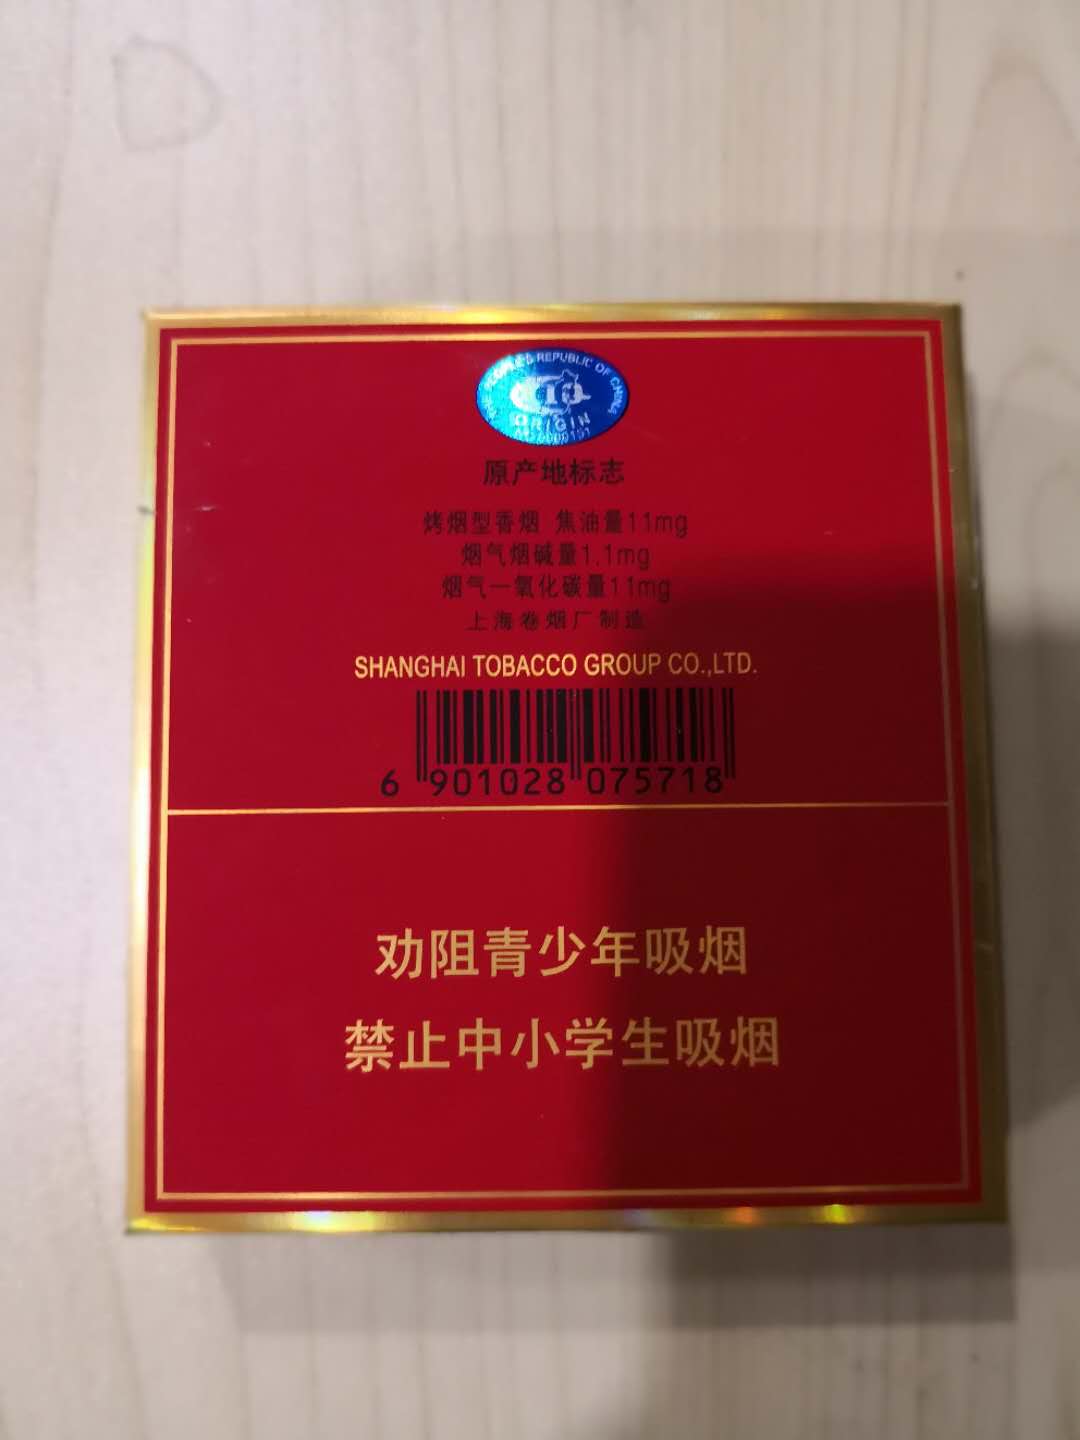 THE PEOPLE'S REPUBLIC OF CHINA
CIQ
ORIGIN
原产地标志
烤烟型香烟 焦油量11mg
烟气烟碱量1.1mg
烟气一氧化碳量11mg
上海卷烟厂制造
SHANGHAI TOBACCO GROUP CO.,LTD.
6 901028 075718
劝阻青少年吸烟
禁止中小学生吸烟